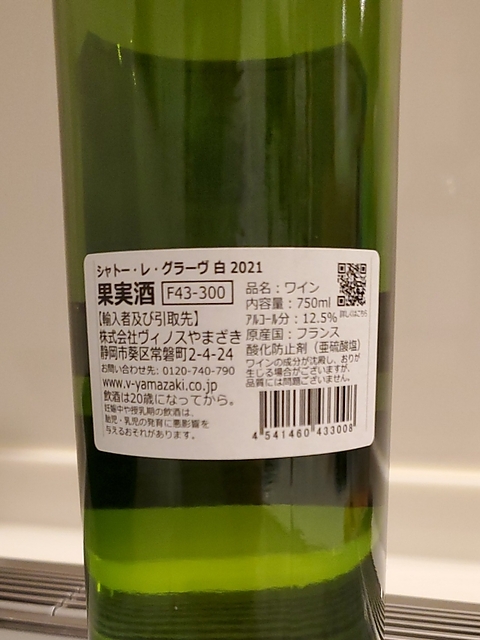 シャトー・レ・グラーヴ 白 2021
果実酒 F43-300
【輸入者及び引取先】
株式会社ヴィノスやまざき
静岡市葵区常磐町2-4-24
お問い合わせ先：0120-740-790
www.v-yamazaki.co.jp
飲酒は20歳になってから。
妊娠中や授乳期の飲酒は、
胎児・乳児の発育に悪影響を
与えるおそれがあります。
品名：ワイン
内容量：750ml
アルコール分：12.5%
詳しくはこちら
原産国：フランス
酸化防止剤（亜硫酸塩）
ワインの成分が沈殿し、おりが
生じる場合がございますが、
品質には問題ございません。
4 541460 433008